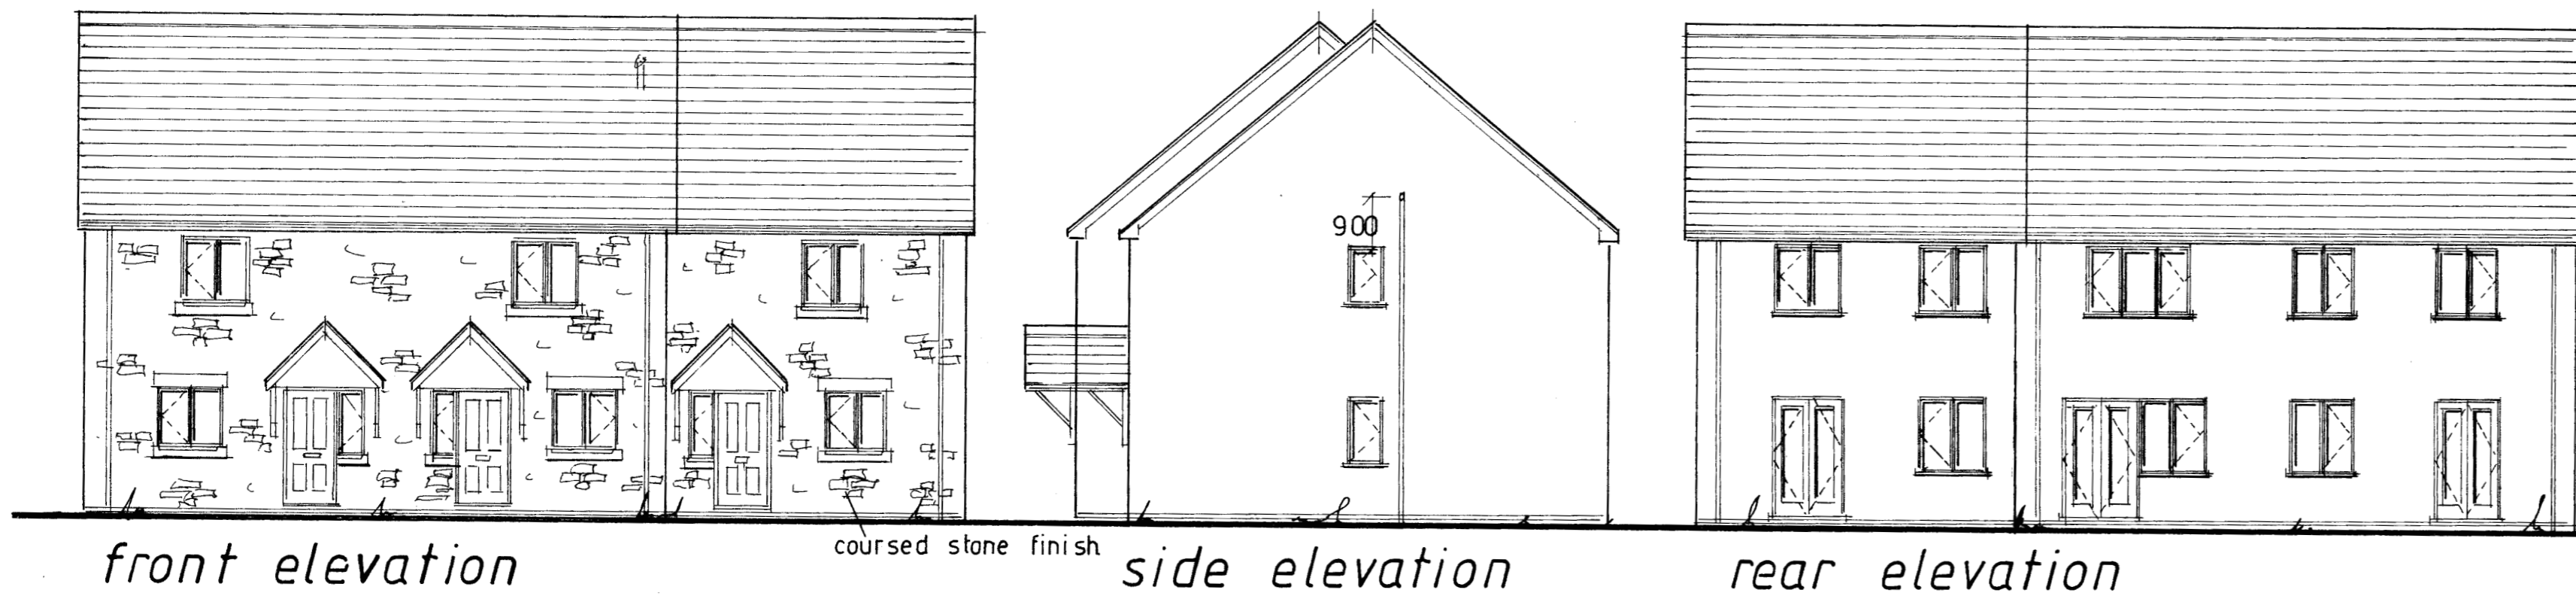 900
coursed stone finish
front elevation
side elevation
rear elevation